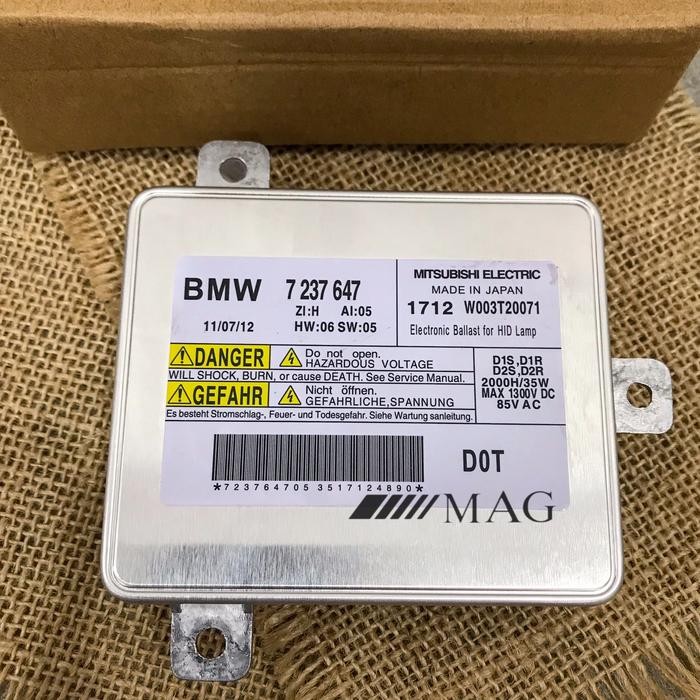 BMW 7 237 647
ZI:H AI:05
11/07/12 HW:06 SW:05
MITSUBISHI ELECTRIC
MADE IN JAPAN
1712 W003T20071
Electronic Ballast for HID Lamp
DANGER Do not open.
HAZARDOUS VOLTAGE
WILL SHOCK, BURN, or cause DEATH. See Service Manual.
GEFAHR Nicht öffnen.
GEFAHRLICHE,SPANNUNG
Es besteht Stromschlag-, Feuer- und Todesgefahr. Siehe Wartung sanleitung.
D1S,D1R
D2S,D2R
2000H/35W
MAX 1300V DC
85V AC
*7237647053517124890*
D0T
MAG